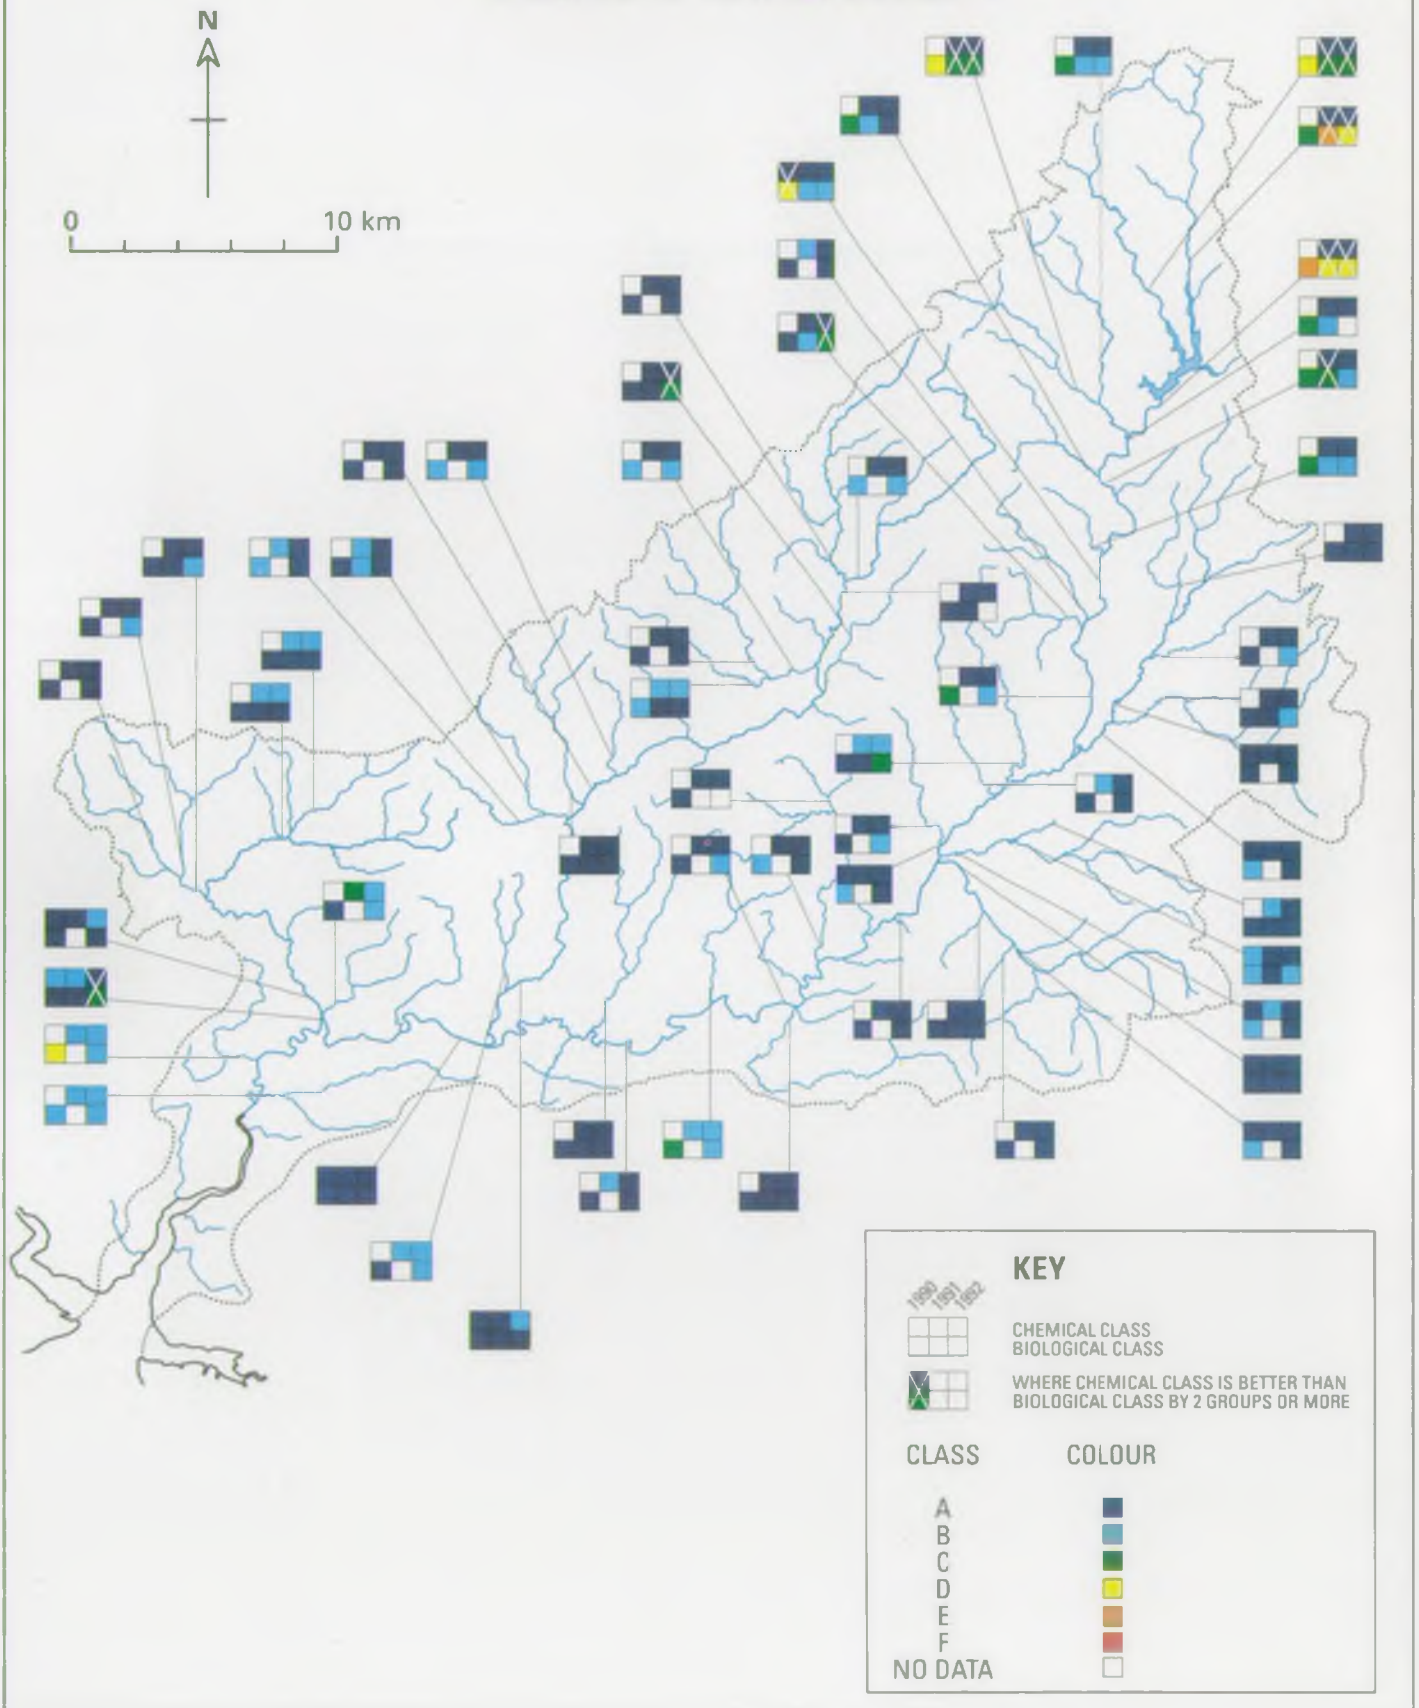 N
0 10 km
KEY
1990 1991 1992
CHEMICAL CLASS
BIOLOGICAL CLASS
WHERE CHEMICAL CLASS IS BETTER THAN
BIOLOGICAL CLASS BY 2 GROUPS OR MORE
CLASS COLOUR
A
B
C
D
E
F
NO DATA